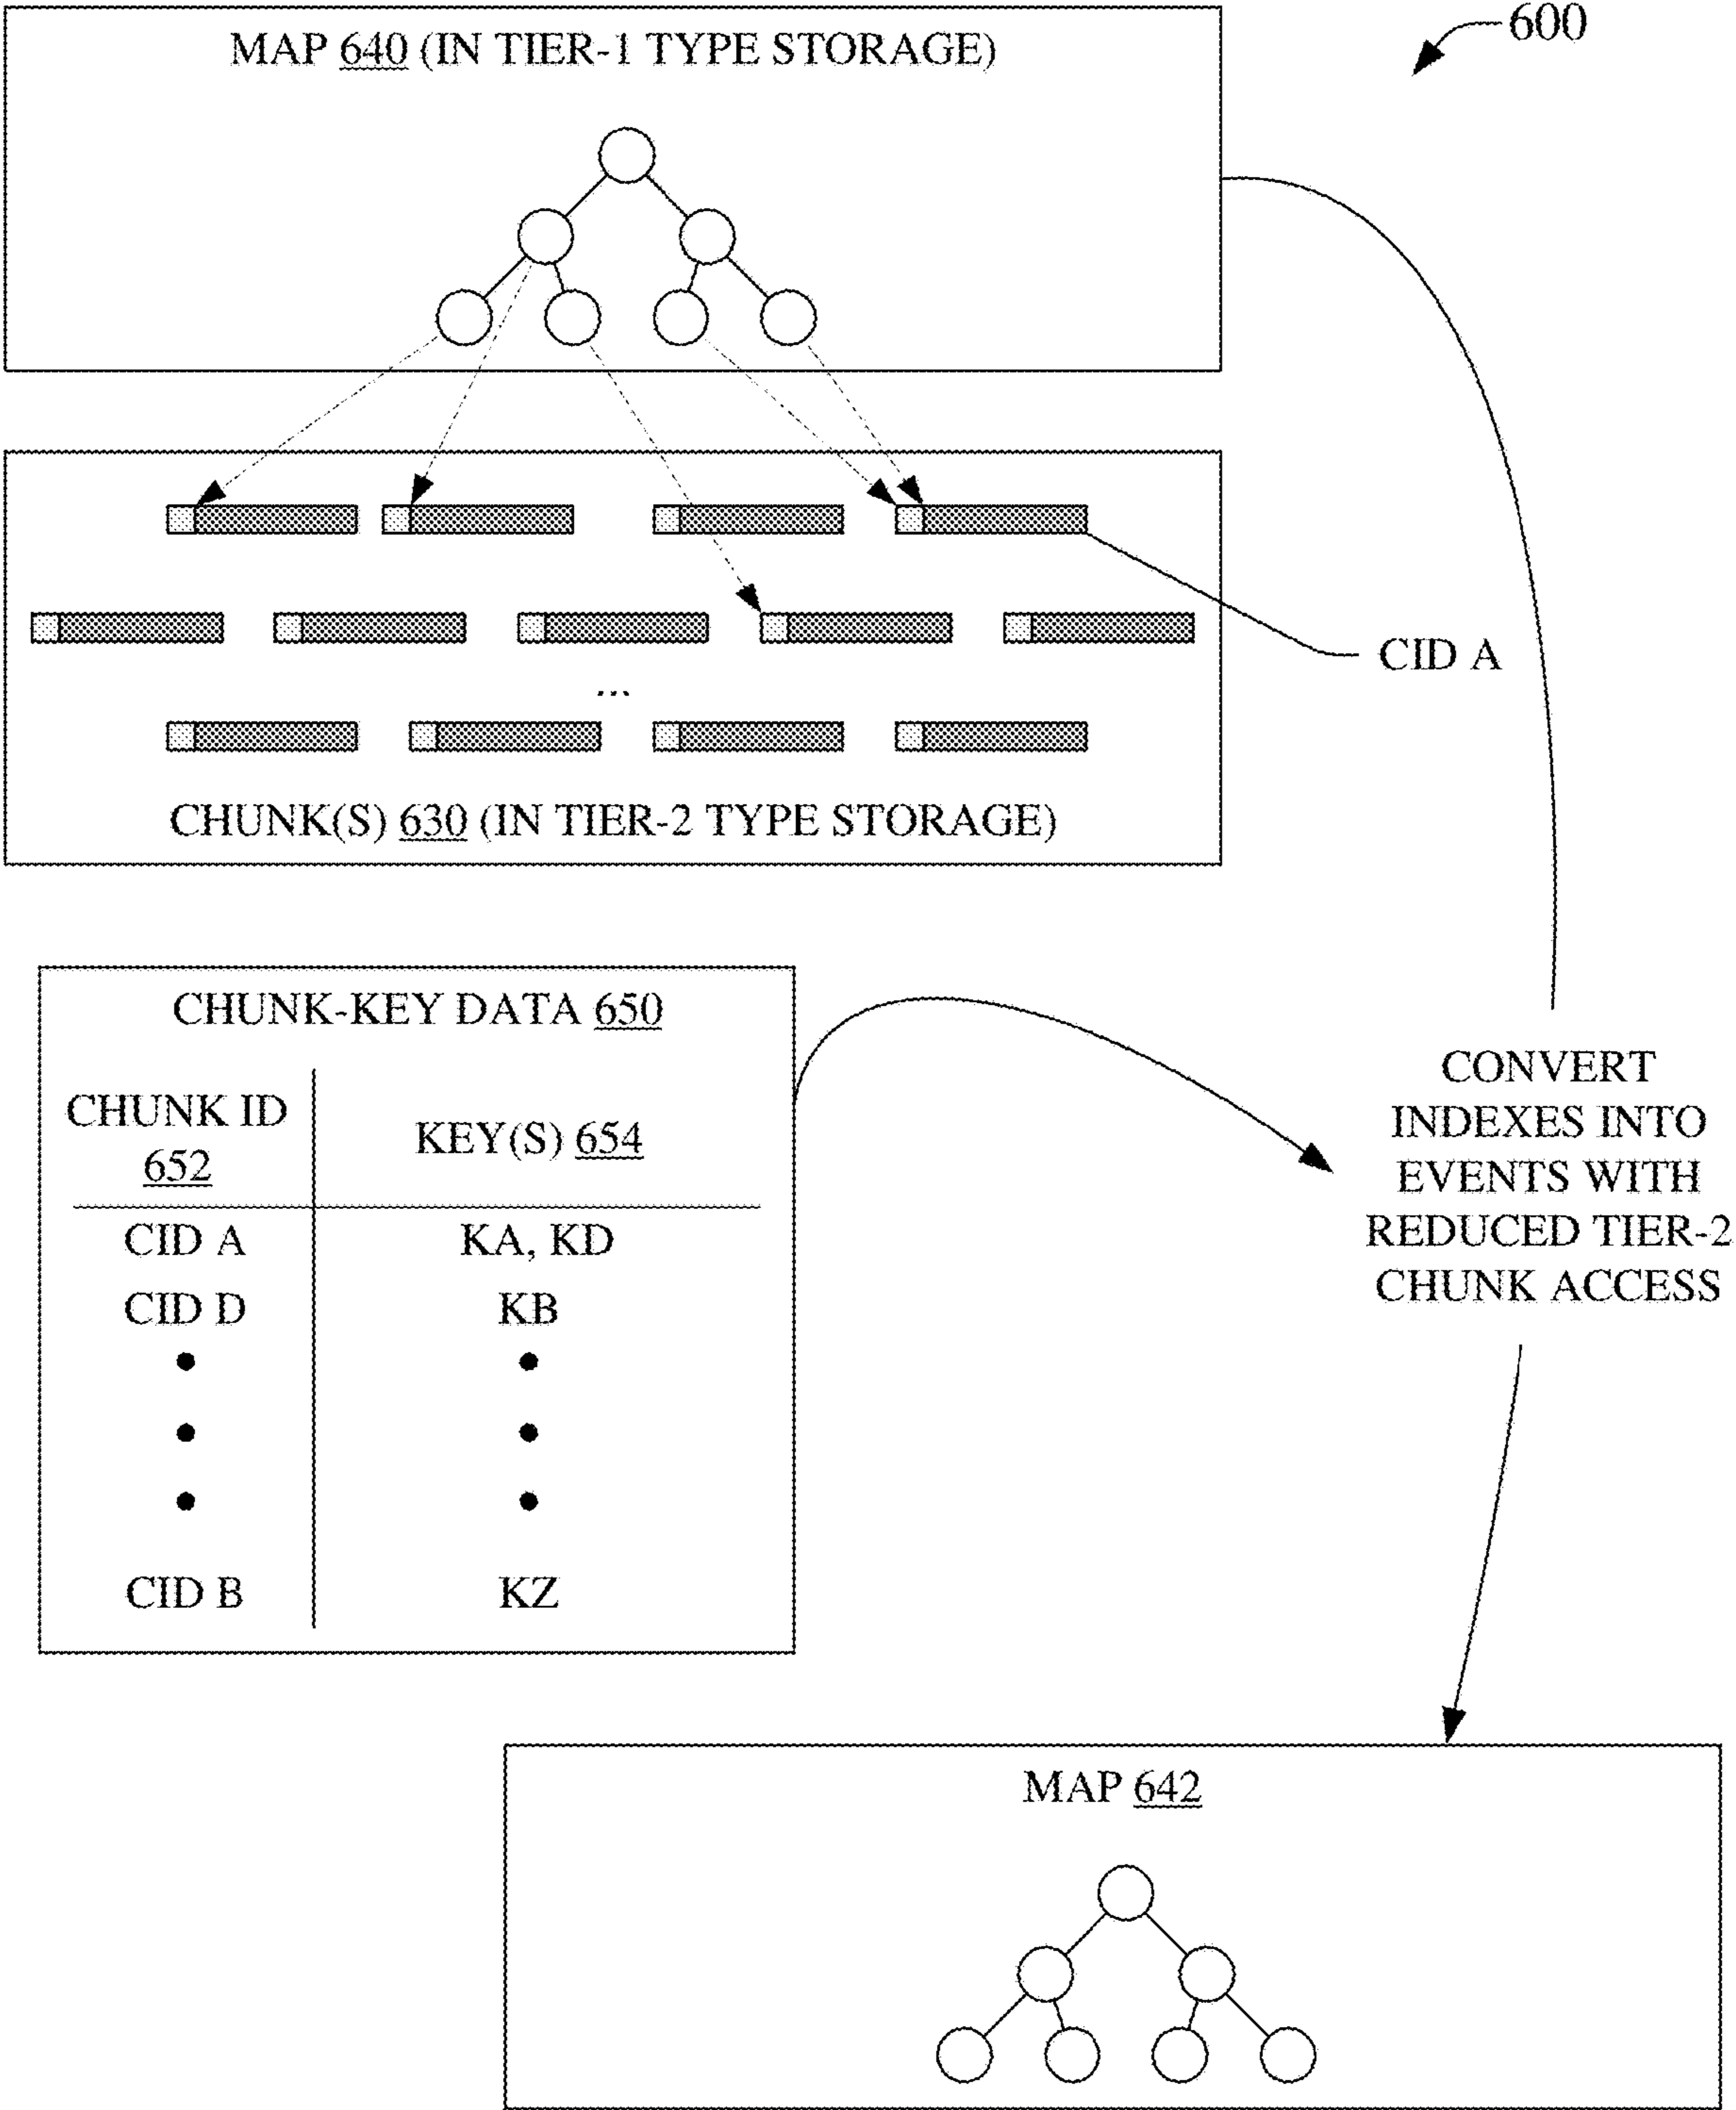 600
MAP 640 (IN TIER-1 TYPE STORAGE)
CID A
...
CHUNK(S) 630 (IN TIER-2 TYPE STORAGE)
CHUNK-KEY DATA 650
CHUNK ID
652
KEY(S) 654
CID A KA, KD
CID D KB
CID B KZ
CONVERT
INDEXES INTO
EVENTS WITH
REDUCED TIER-2
CHUNK ACCESS
MAP 642